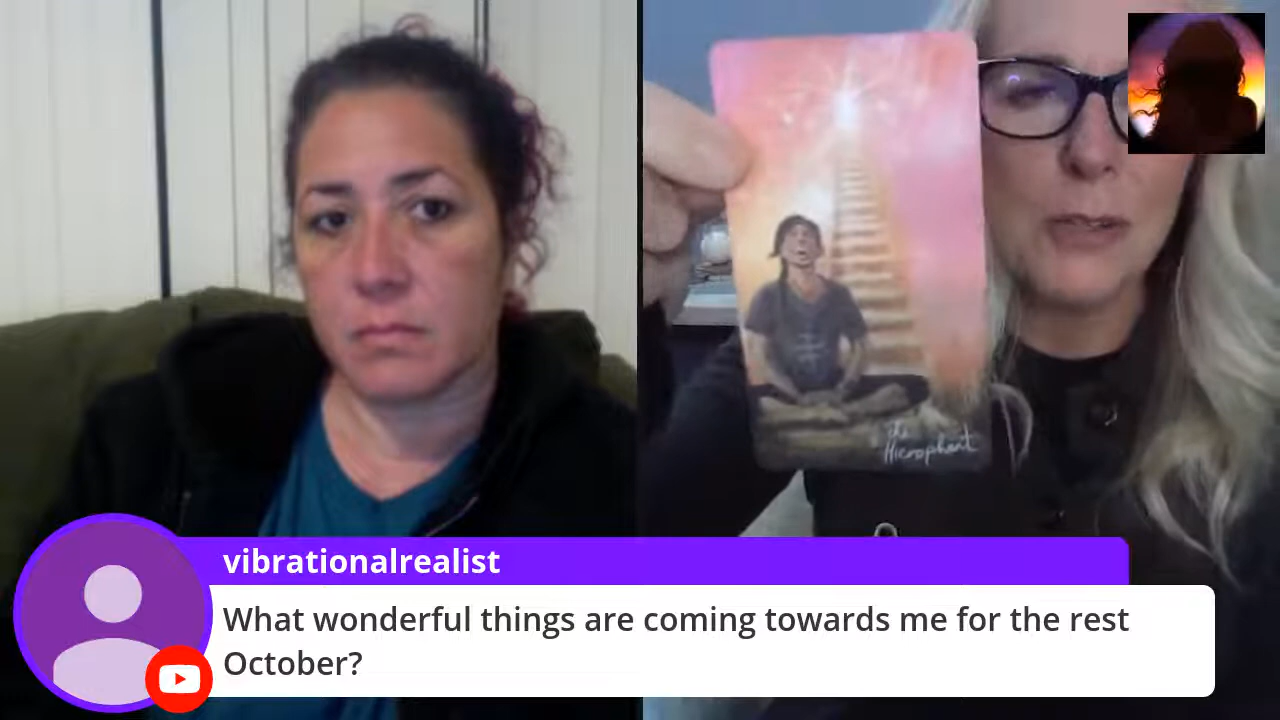 The
Hierophant
vibrationalrealist
What wonderful things are coming towards me for the rest
October?